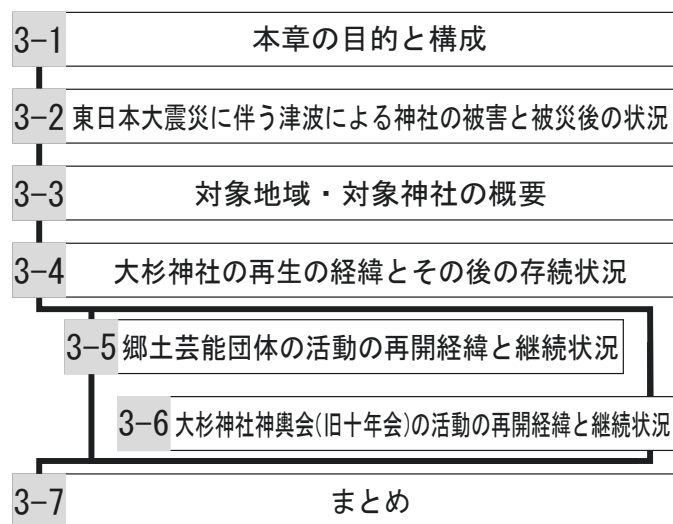 3-1 本章の目的と構成
3-2 東日本大震災に伴う津波による神社の被害と被災後の状況
3-3 対象地域・対象神社の概要
3-4 大杉神社の再生の経緯とその後の存続状況
3-5 郷土芸能団体の活動の再開経緯と継続状況
3-6 大杉神社神輿会(旧十年会)の活動の再開経緯と継続状況
3-7 まとめ